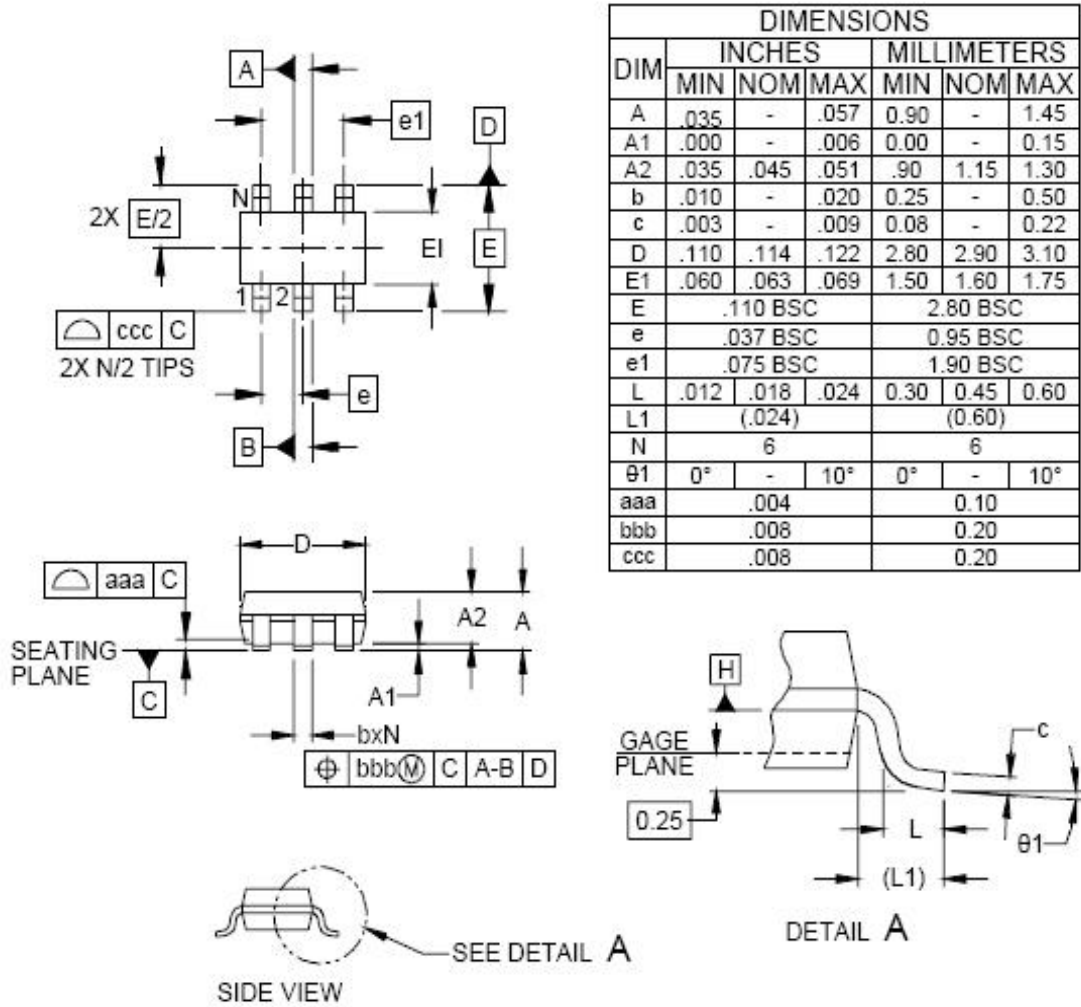 A
e1
D
N
2X E/2
EI
E
1 2
⌓ ccc C
2X N/2 TIPS
e
B
D
⌓ aaa C
A2
A
SEATING
PLANE
C
A1
bxN
⌖ bbbⓂ C A-B D
SEE DETAIL A
SIDE VIEW
DIMENSIONS
DIM INCHES MILLIMETERS
MIN NOM MAX MIN NOM MAX
A .035 - .057 0.90 - 1.45
A1 .000 - .006 0.00 - 0.15
A2 .035 .045 .051 .90 1.15 1.30
b .010 - .020 0.25 - 0.50
c .003 - .009 0.08 - 0.22
D .110 .114 .122 2.80 2.90 3.10
E1 .060 .063 .069 1.50 1.60 1.75
E .110 BSC 2.80 BSC
e .037 BSC 0.95 BSC
e1 .075 BSC 1.90 BSC
L .012 .018 .024 0.30 0.45 0.60
L1 (.024) (0.60)
N 6 6
θ1 0° - 10° 0° - 10°
aaa .004 0.10
bbb .008 0.20
ccc .008 0.20
H
GAGE
PLANE
c
0.25
L
θ1
(L1)
DETAIL A